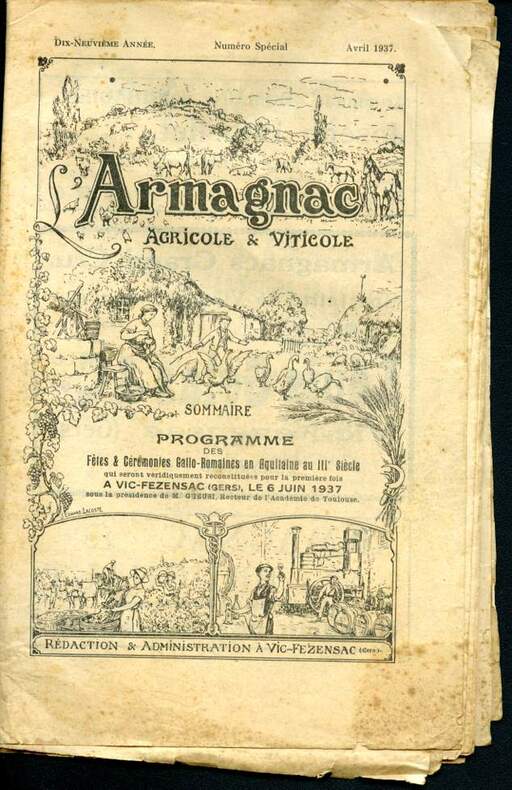 Dix-Neuvième Année. Numéro Spécial Avril 1937.
L'Armagnac
AGRICOLE & VITICOLE
SOMMAIRE
PROGRAMME
DES
Fêtes & Cérémonies Gallo-Romaines en Aquitaine au IIIe Siècle
qui seront véridiquement reconstituées pour la première fois
A VIC-FEZENSAC (GERS), LE 6 JUIN 1937
sous la présidence de M. Recteur de l'Académie de Toulouse.
LACOSTE
RÉDACTION & ADMINISTRATION À VIC-FEZENSAC (Gers).